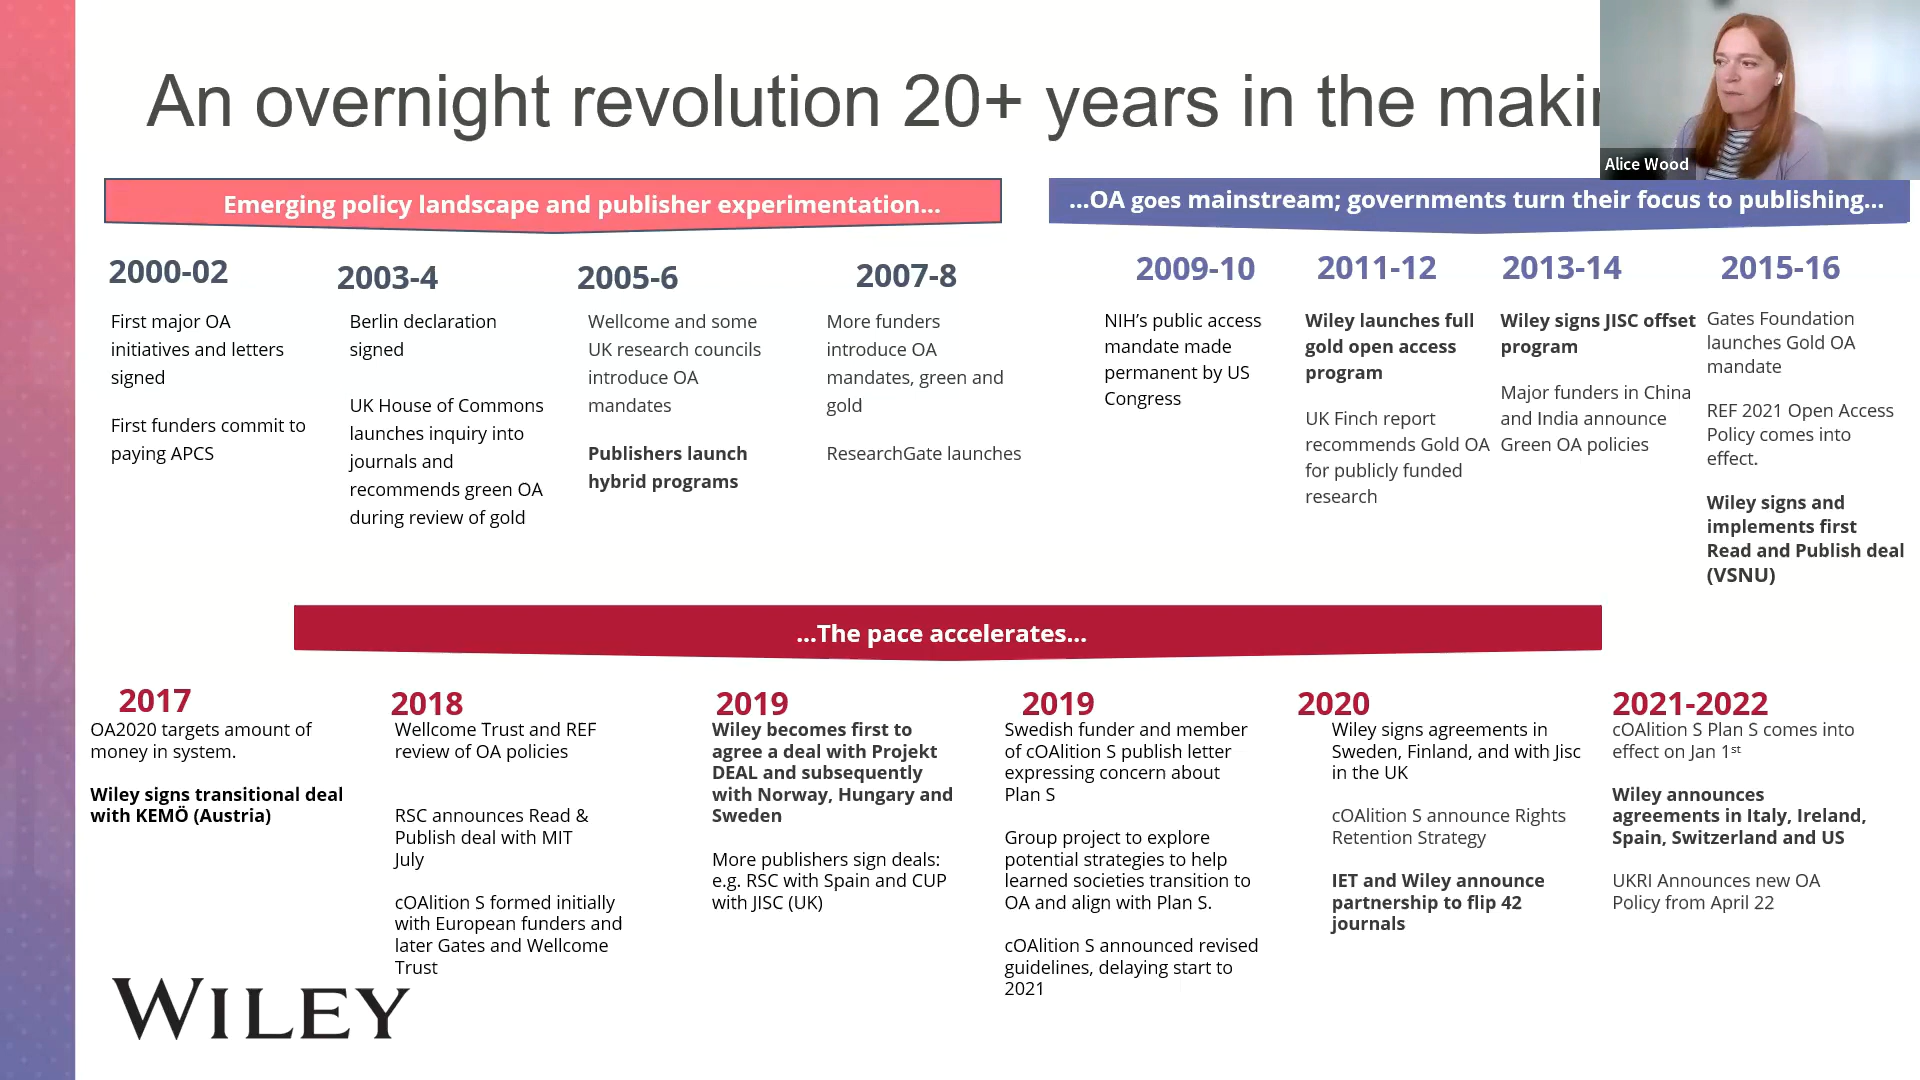 An overnight revolution 20+ years in the
Alice Wood
Emerging policy landscape and publisher experimentation...
...OA goes mainstream; governments turn their focus to publishing...
2000-02
First major OA
initiatives and letters
signed
First funders commit to
paying APCS
2003-4
Berlin declaration
signed
UK House of Commons
launches inquiry into
journals and
recommends green OA
during review of gold
2005-6
Wellcome and some
UK research councils
introduce OA
mandates
Publishers launch
hybrid programs
2007-8
More funders
introduce OA
mandates, green and
gold
ResearchGate launches
2009-10
NIH’s public access
mandate made
permanent by US
Congress
2011-12
Wiley launches full
gold open access
program
UK Finch report
recommends Gold OA
for publicly funded
research
2013-14
Wiley signs JISC offset
program
Major funders in China
and India announce
Green OA policies
2015-16
Gates Foundation
launches Gold OA
mandate
REF 2021 Open Access
Policy comes into
effect.
Wiley signs and
implements first
Read and Publish deal
(VSNU)
...The pace accelerates...
2017
OA2020 targets amount of
money in system.
Wiley signs transitional deal
with KEMÖ (Austria)
2018
Wellcome Trust and REF
review of OA policies
RSC announces Read &
Publish deal with MIT
July
cOAlition S formed initially
with European funders and
later Gates and Wellcome
Trust
2019
Wiley becomes first to
agree a deal with Projekt
DEAL and subsequently
with Norway, Hungary and
Sweden
More publishers sign deals:
e.g. RSC with Spain and CUP
with JISC (UK)
2019
Swedish funder and member
of cOAlition S publish letter
expressing concern about
Plan S
Group project to explore
potential strategies to help
learned societies transition to
OA and align with Plan S.
cOAlition S announced revised
guidelines, delaying start to
2021
2020
Wiley signs agreements in
Sweden, Finland, and with Jisc
in the UK
cOAlition S announce Rights
Retention Strategy
IET and Wiley announce
partnership to flip 42
journals
2021-2022
cOAlition S Plan S comes into
effect on Jan 1st
Wiley announces
agreements in Italy, Ireland,
Spain, Switzerland and US
UKRI Announces new OA
Policy from April 22
WILEY